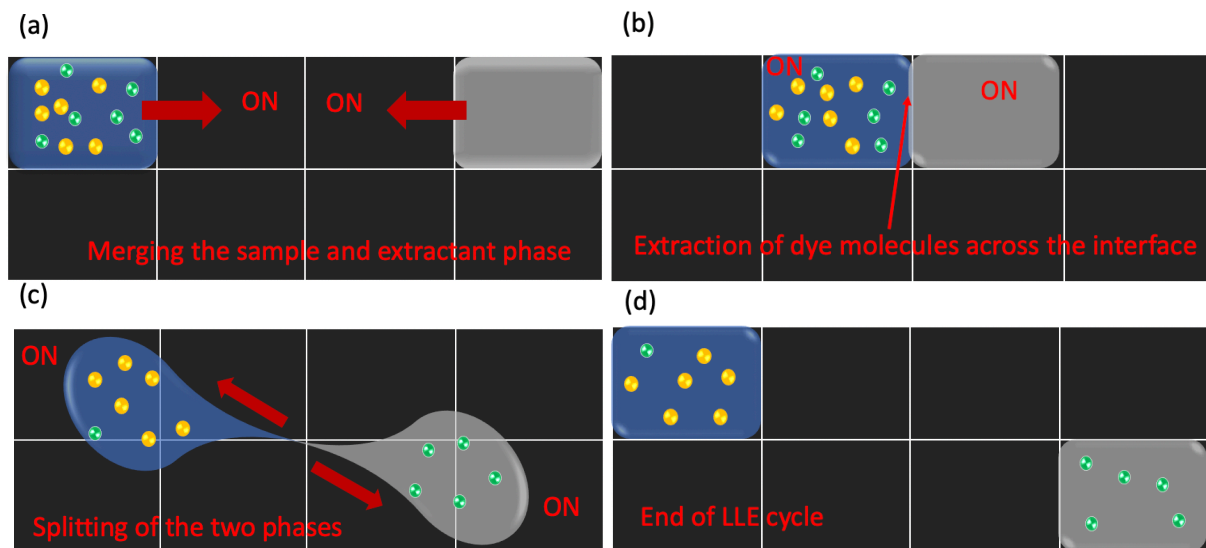 (a)
ON
ON
Merging the sample and extractant phase
(b)
ON
ON
Extraction of dye molecules across the interface
(c)
ON
ON
Splitting of the two phases
(d)
End of LLE cycle